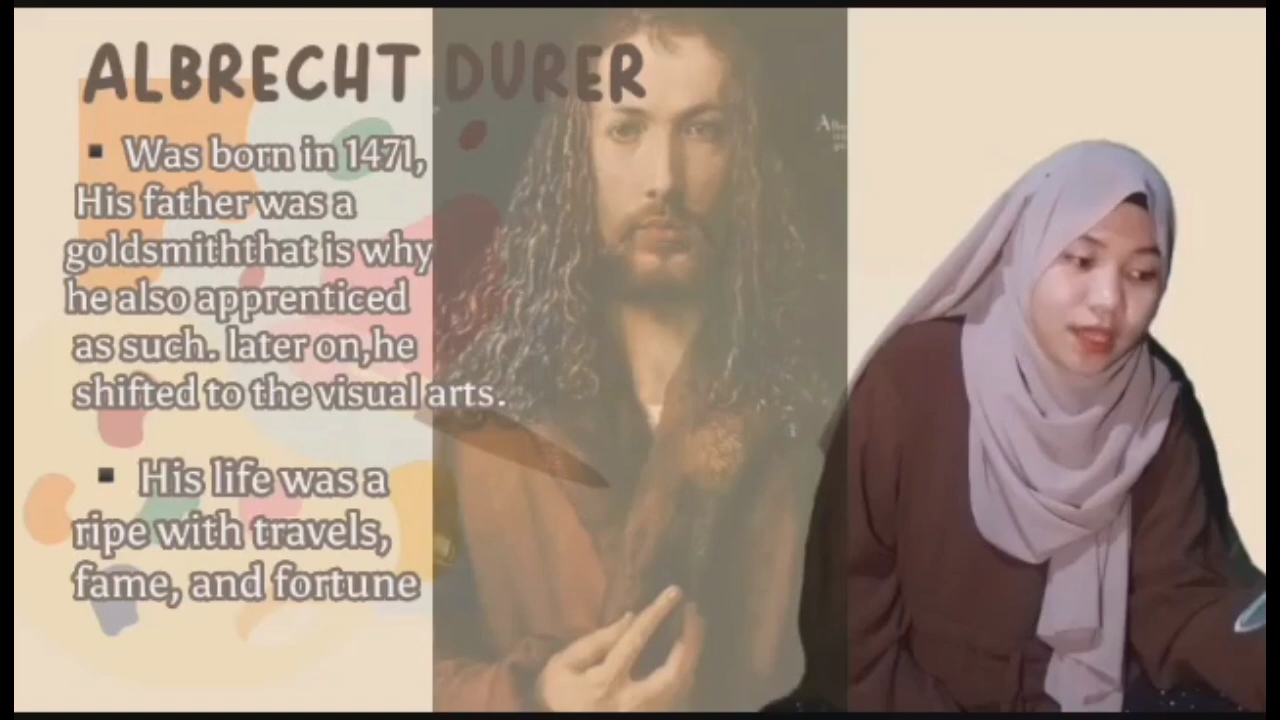 ALBRECHT DURER
▪ Was born in 1471,
His father was a
goldsmiththat is why
he also apprenticed
as such. later on,he
shifted to the visual arts.
▪ His life was a
ripe with travels,
fame, and fortune